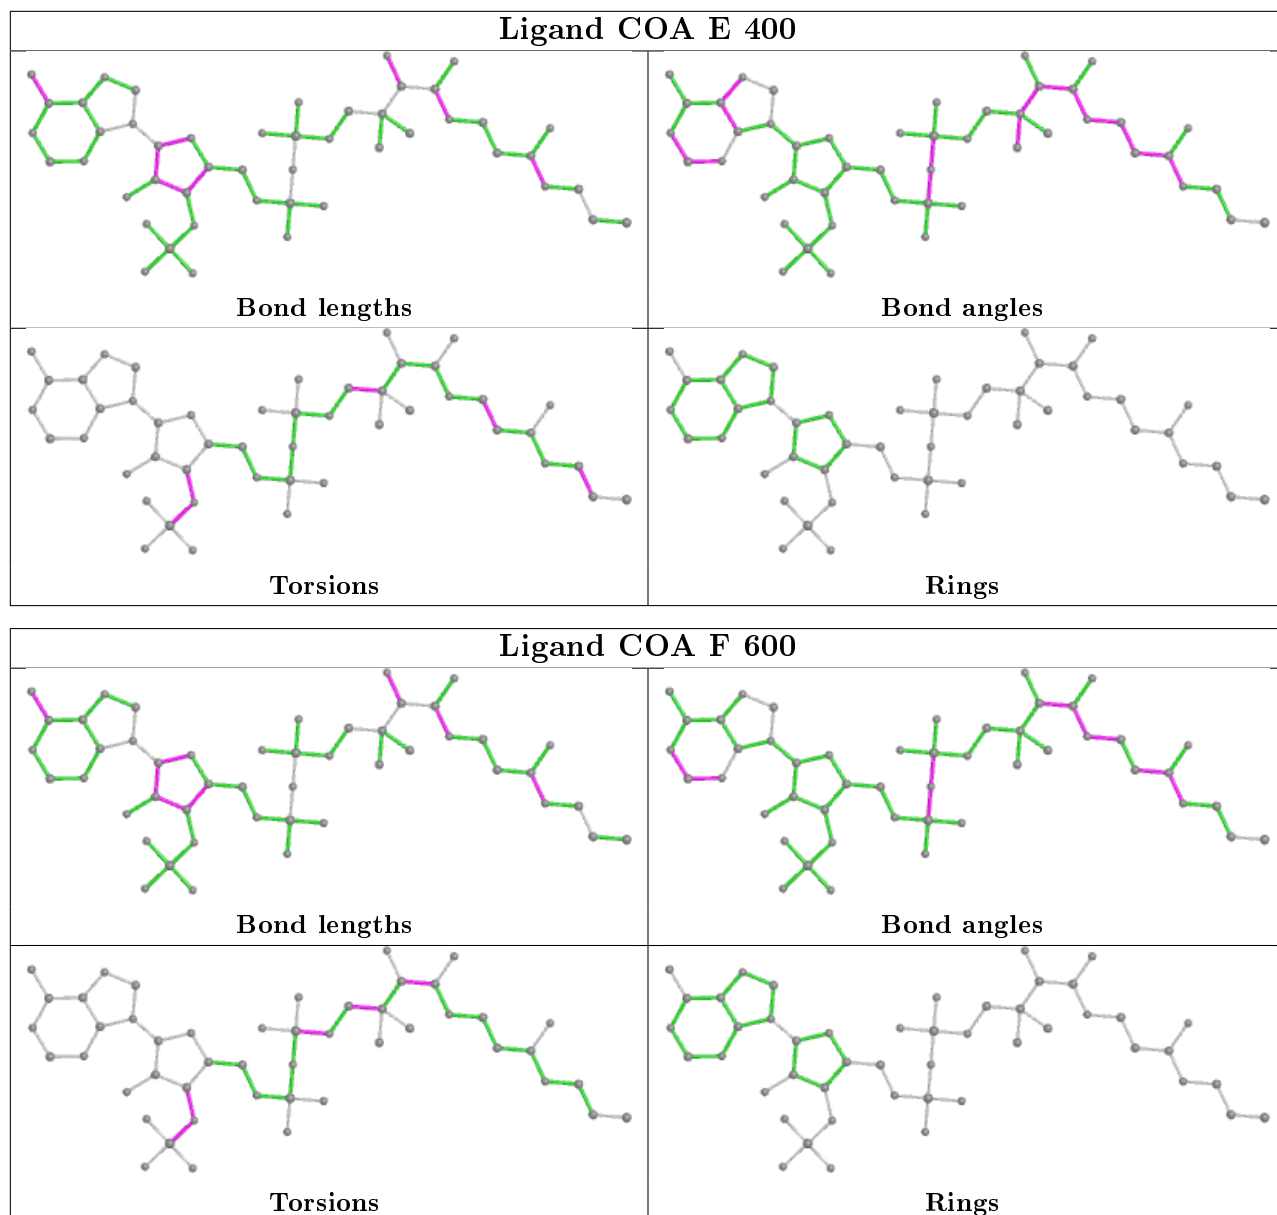 Ligand COA E 400
Bond lengths
Bond angles
Torsions
Rings
Ligand COA F 600
Bond lengths
Bond angles
Torsions
Rings